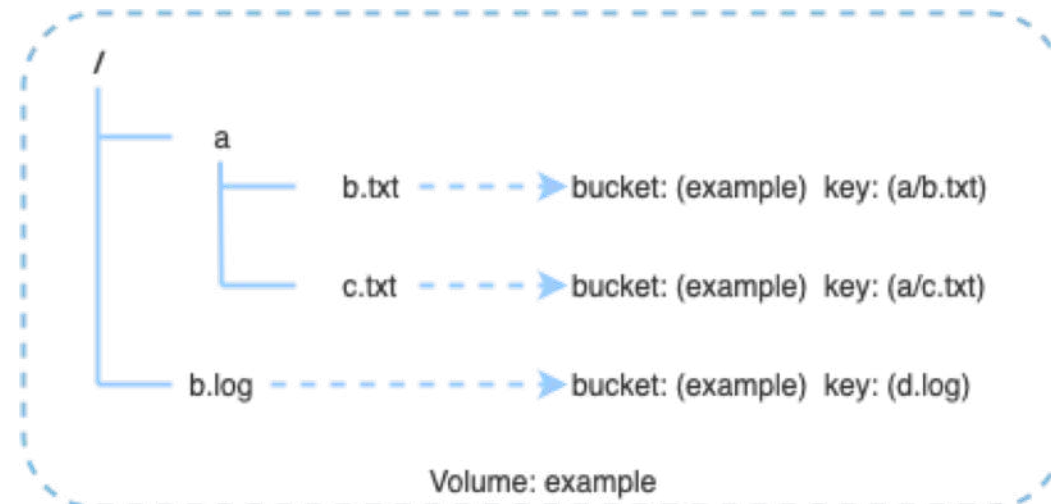 /
a
b.txt bucket: (example) key: (a/b.txt)
c.txt bucket: (example) key: (a/c.txt)
b.log bucket: (example) key: (d.log)
Volume: example